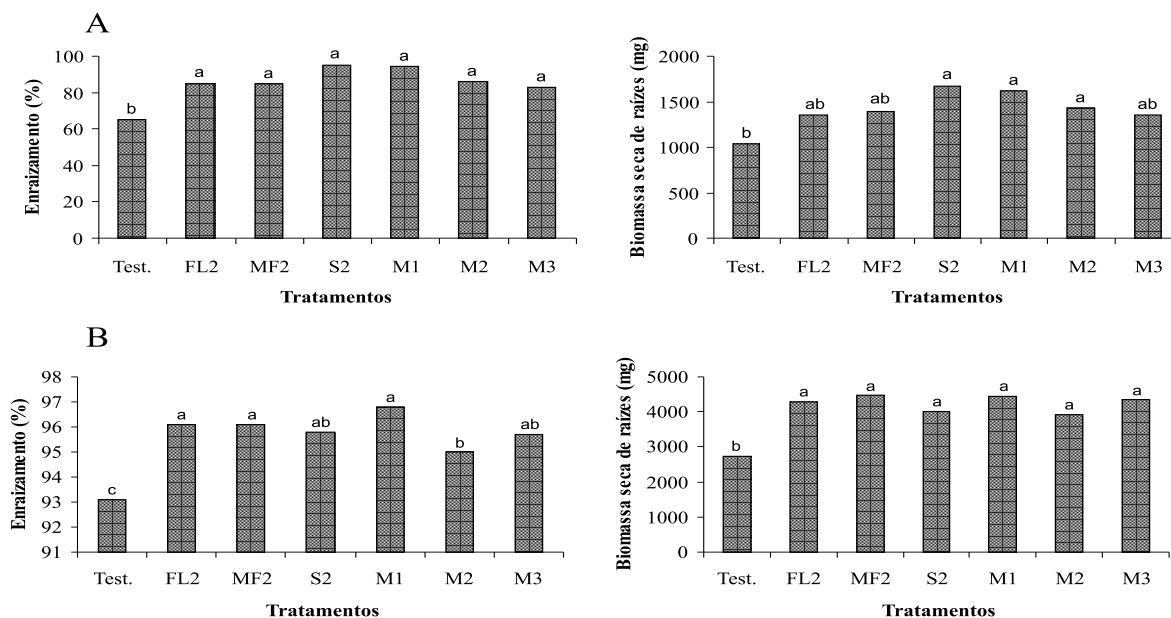 A
Enraizamento (%)
100
80
60
40
20
0
b
a
a
a
a
a
a
Test.
FL2
MF2
S2
M1
M2
M3
Tratamentos
Biomassa seca de raízes (mg)
2000
1500
1000
500
0
b
ab
ab
a
a
a
ab
Test.
FL2
MF2
S2
M1
M2
M3
Tratamentos
B
Enraizamento (%)
98
97
96
95
94
93
92
91
c
a
a
ab
a
b
ab
Test.
FL2
MF2
S2
M1
M2
M3
Tratamentos
Biomassa seca de raízes (mg)
5000
4000
3000
2000
1000
0
b
a
a
a
a
a
a
Test.
FL2
MF2
S2
M1
M2
M3
Tratamentos